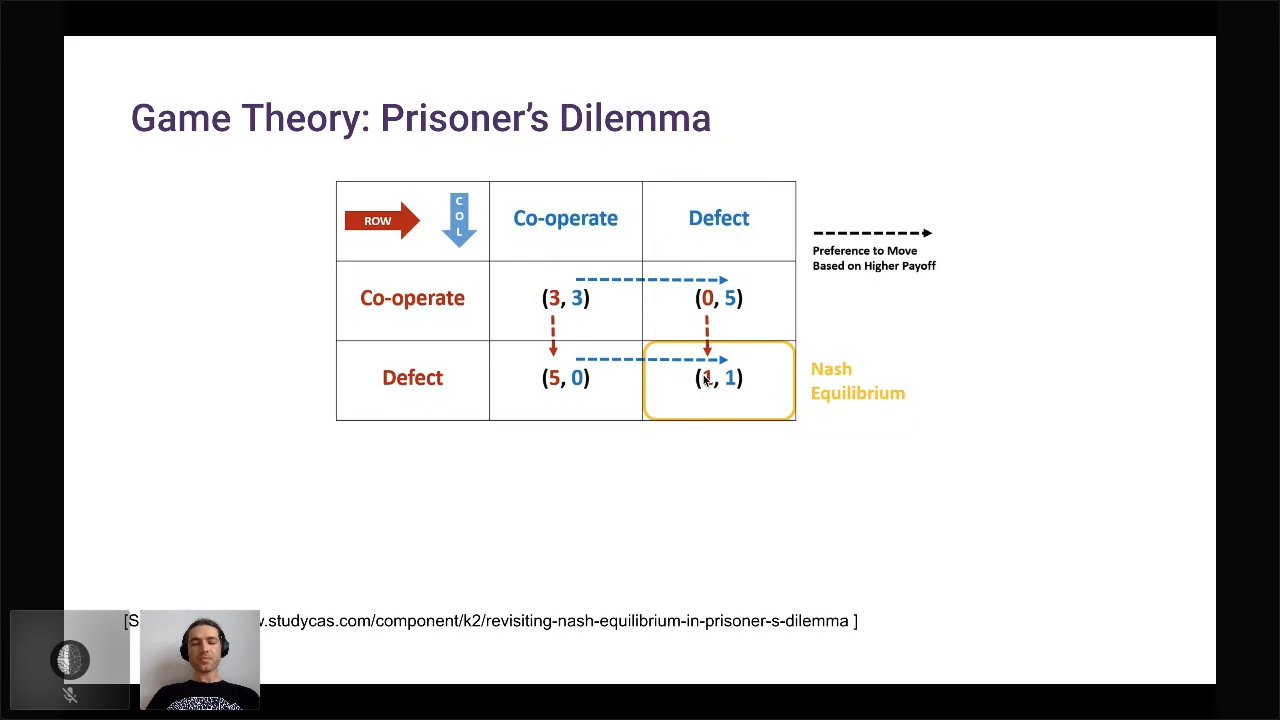 Game Theory: Prisoner's Dilemma
ROW
COL
Co-operate Defect
Co-operate (3, 3) (0, 5)
Defect (5, 0) (1, 1)
Preference to Move
Based on Higher Payoff
Nash
Equilibrium
[S w.studycas.com/component/k2/revisiting-nash-equilibrium-in-prisoner-s-dilemma ]